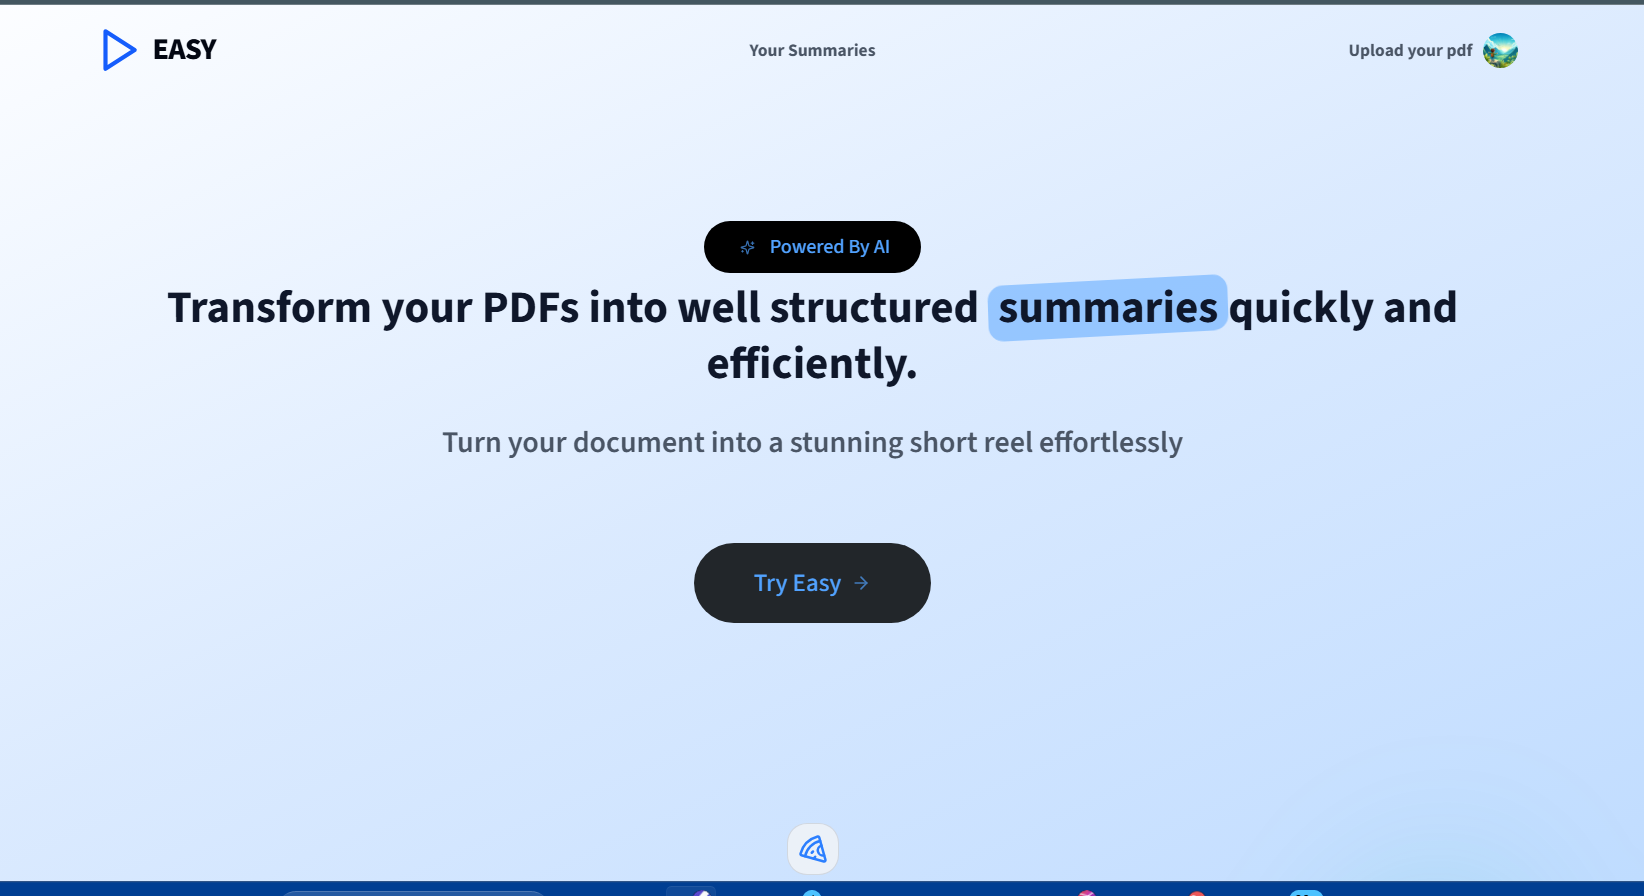 EASY
Your Summaries
Upload your pdf
Powered By AI
Transform your PDFs into well structured summaries quickly and
efficiently.
Turn your document into a stunning short reel effortlessly
Try Easy